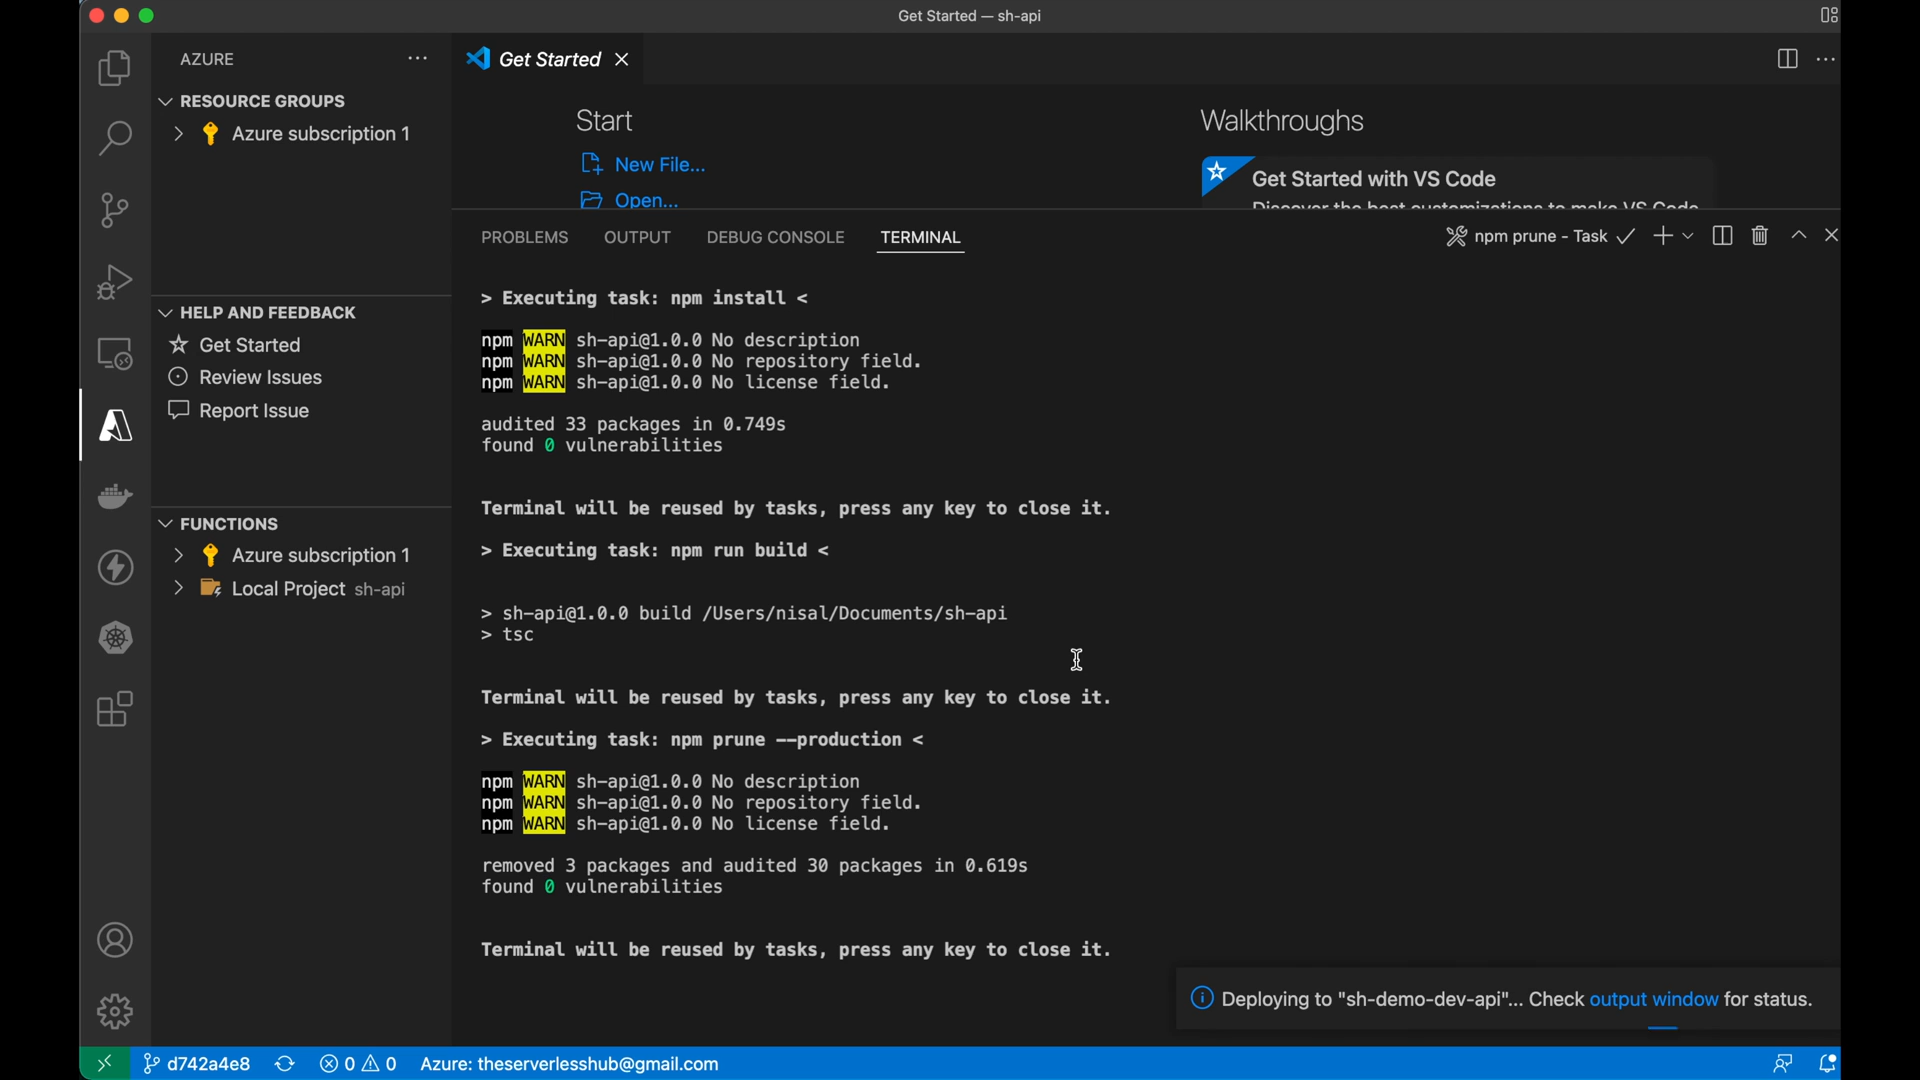 Get Started — sh-api
AZURE
RESOURCE GROUPS
Azure subscription 1
HELP AND FEEDBACK
Get Started
Review Issues
Report Issue
FUNCTIONS
Azure subscription 1
Local Project sh-api
Get Started
Start
New File...
Open...
Walkthroughs
Get Started with VS Code
Discover the best customizations to make VS Code
PROBLEMS OUTPUT DEBUG CONSOLE TERMINAL
npm prune - Task
> Executing task: npm install <
npm WARN sh-api@1.0.0 No description
npm WARN sh-api@1.0.0 No repository field.
npm WARN sh-api@1.0.0 No license field.
audited 33 packages in 0.749s
found 0 vulnerabilities
Terminal will be reused by tasks, press any key to close it.
> Executing task: npm run build <
> sh-api@1.0.0 build /Users/nisal/Documents/sh-api
> tsc
Terminal will be reused by tasks, press any key to close it.
> Executing task: npm prune --production <
npm WARN sh-api@1.0.0 No description
npm WARN sh-api@1.0.0 No repository field.
npm WARN sh-api@1.0.0 No license field.
removed 3 packages and audited 30 packages in 0.619s
found 0 vulnerabilities
Terminal will be reused by tasks, press any key to close it.
Deploying to "sh-demo-dev-api"... Check output window for status.
d742a4e8 0 0 Azure: theserverlesshub@gmail.com